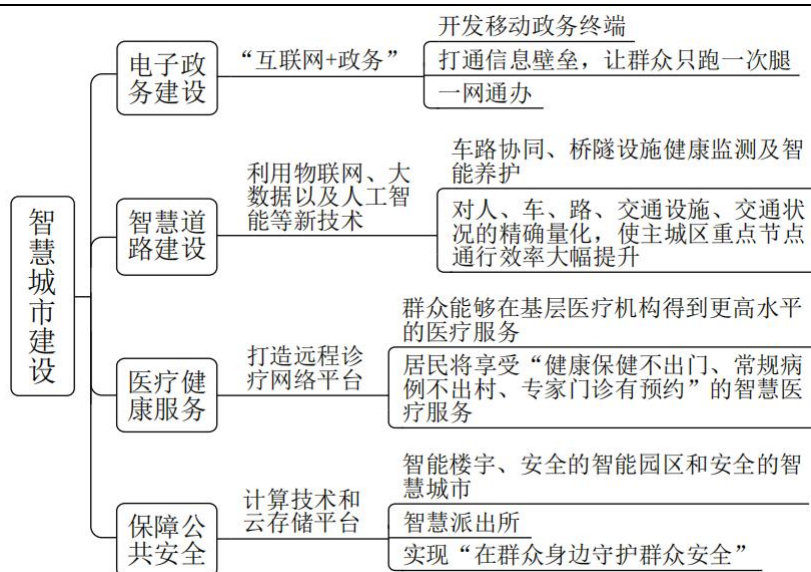 智慧城市建设
电子政
务建设
“互联网+政务”
开发移动政务终端
打通信息壁垒，让群众只跑一次腿
一网通办
智慧道
路建设
利用物联网、大
数据以及人工智
能等新技术
车路协同、桥隧设施健康监测及智
能养护
对人、车、路、交通设施、交通状
况的精确量化，使主城区重点节点
通行效率大幅提升
医疗健
康服务
打造远程诊
疗网络平台
群众能够在基层医疗机构得到更高水平
的医疗服务
居民将享受“健康保健不出门、常规病
例不出村、专家门诊有预约”的智慧医
疗服务
保障公
共安全
计算技术和
云存储平台
智能楼宇、安全的智能园区和安全的智
慧城市
智慧派出所
实现“在群众身边守护群众安全”